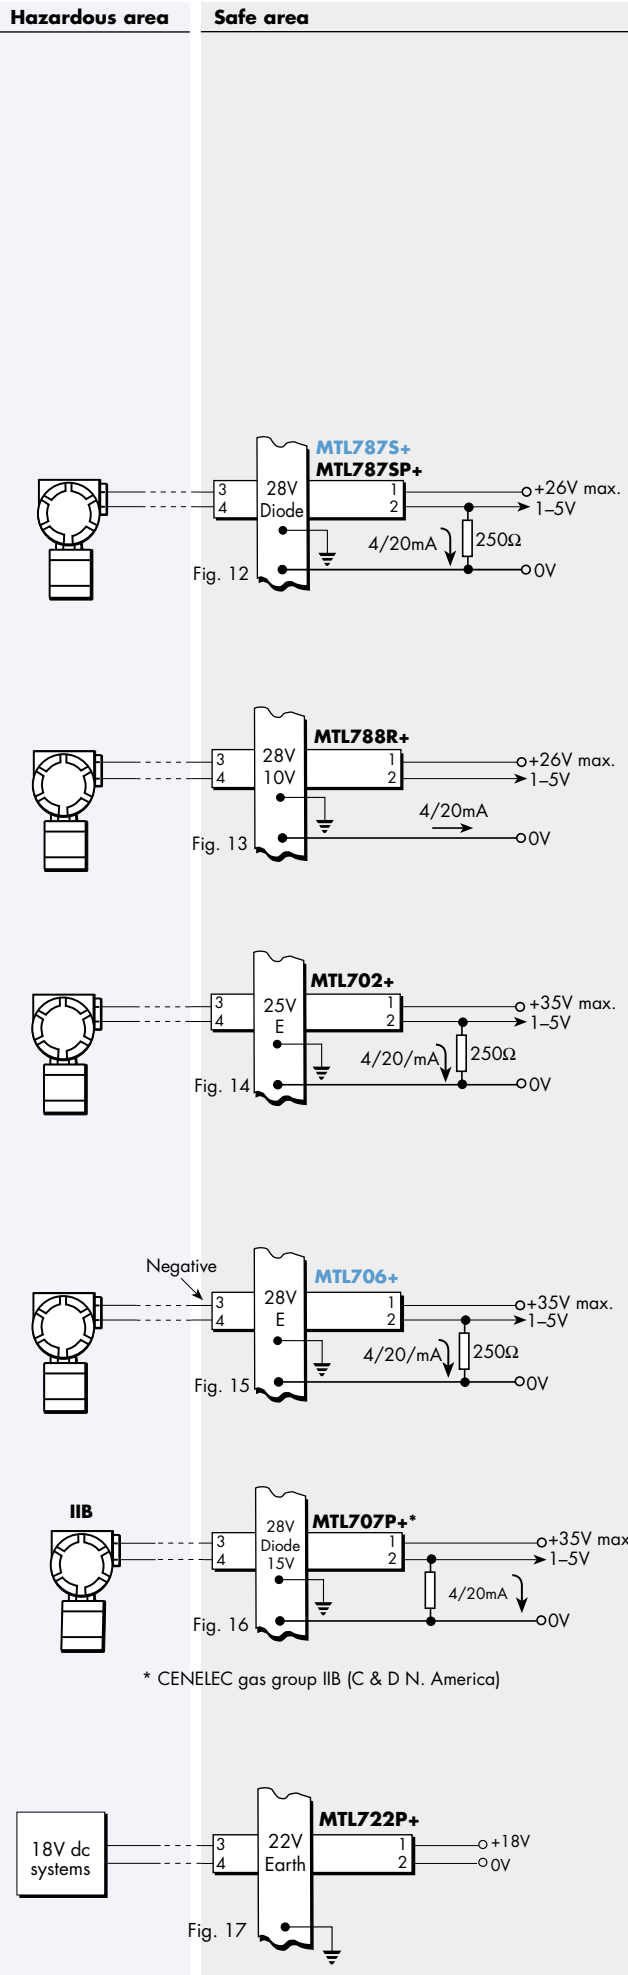 Hazardous area
Safe area
MTL787S+
MTL787SP+
3
4
28V
Diode
1
2
+26V max.
1–5V
4/20mA
250Ω
0V
Fig. 12
MTL788R+
3
4
28V
10V
1
2
+26V max.
1–5V
4/20mA
0V
Fig. 13
MTL702+
3
4
25V
E
1
2
+35V max.
1–5V
4/20/mA
250Ω
0V
Fig. 14
Negative
MTL706+
3
4
28V
E
1
2
+35V max.
1–5V
4/20/mA
250Ω
0V
Fig. 15
IIB
MTL707P+*
3
4
28V
Diode
15V
1
2
+35V max
1–5V
4/20mA
0V
Fig. 16
* CENELEC gas group IIB (C & D N. America)
MTL722P+
18V dc
systems
3
4
22V
Earth
1
2
+18V
0V
Fig. 17